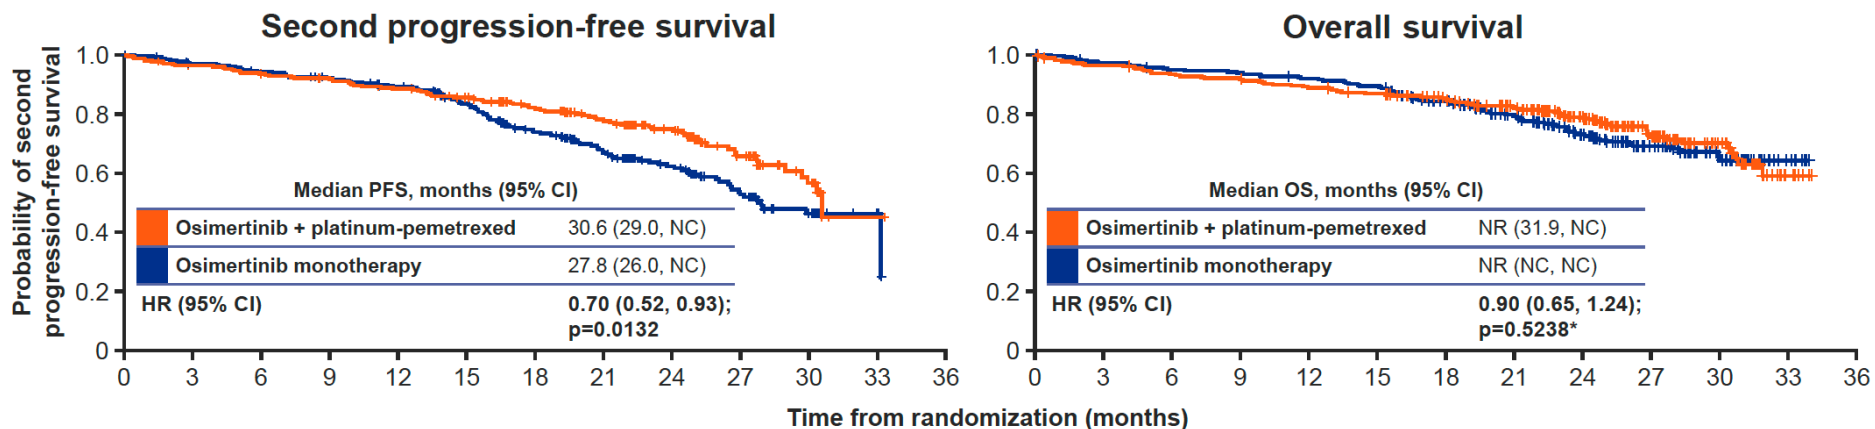 Second progression-free survival
Probability of second
progression-free survival
1.0
0.8
0.6
0.4
0.2
0
Median PFS, months (95% CI)
Osimertinib + platinum-pemetrexed 30.6 (29.0, NC)
Osimertinib monotherapy 27.8 (26.0, NC)
HR (95% CI) 0.70 (0.52, 0.93);
p=0.0132
0 3 6 9 12 15 18 21 24 27 30 33 36
Overall survival
1.0
0.8
0.6
0.4
0.2
0
Median OS, months (95% CI)
Osimertinib + platinum-pemetrexed NR (31.9, NC)
Osimertinib monotherapy NR (NC, NC)
HR (95% CI) 0.90 (0.65, 1.24);
p=0.5238*
0 3 6 9 12 15 18 21 24 27 30 33 36
Time from randomization (months)